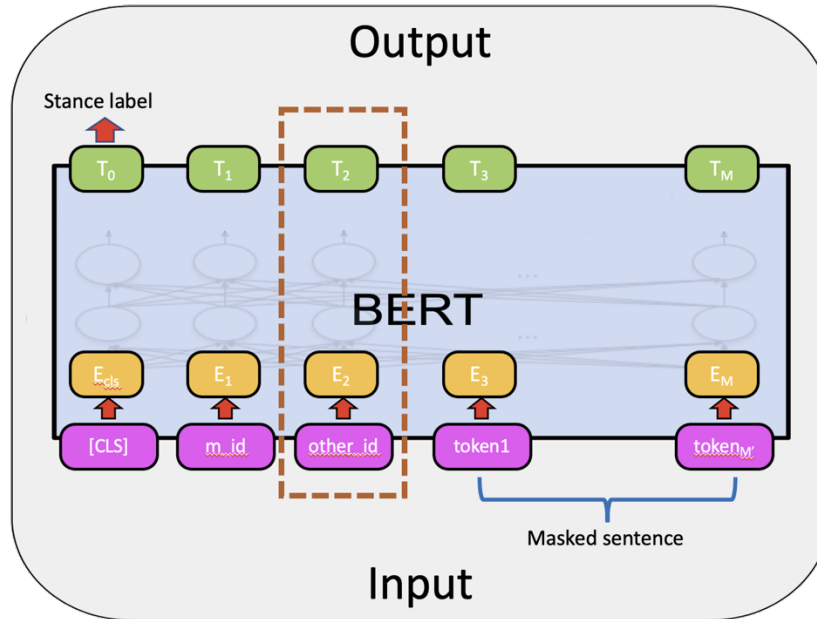 Output
Stance label
T0 T1 T2 T3 TM
... 
BERT
...
Ecls E1 E2 E3 EM
[CLS] m_id other_id token1 tokenM'
Masked sentence
Input